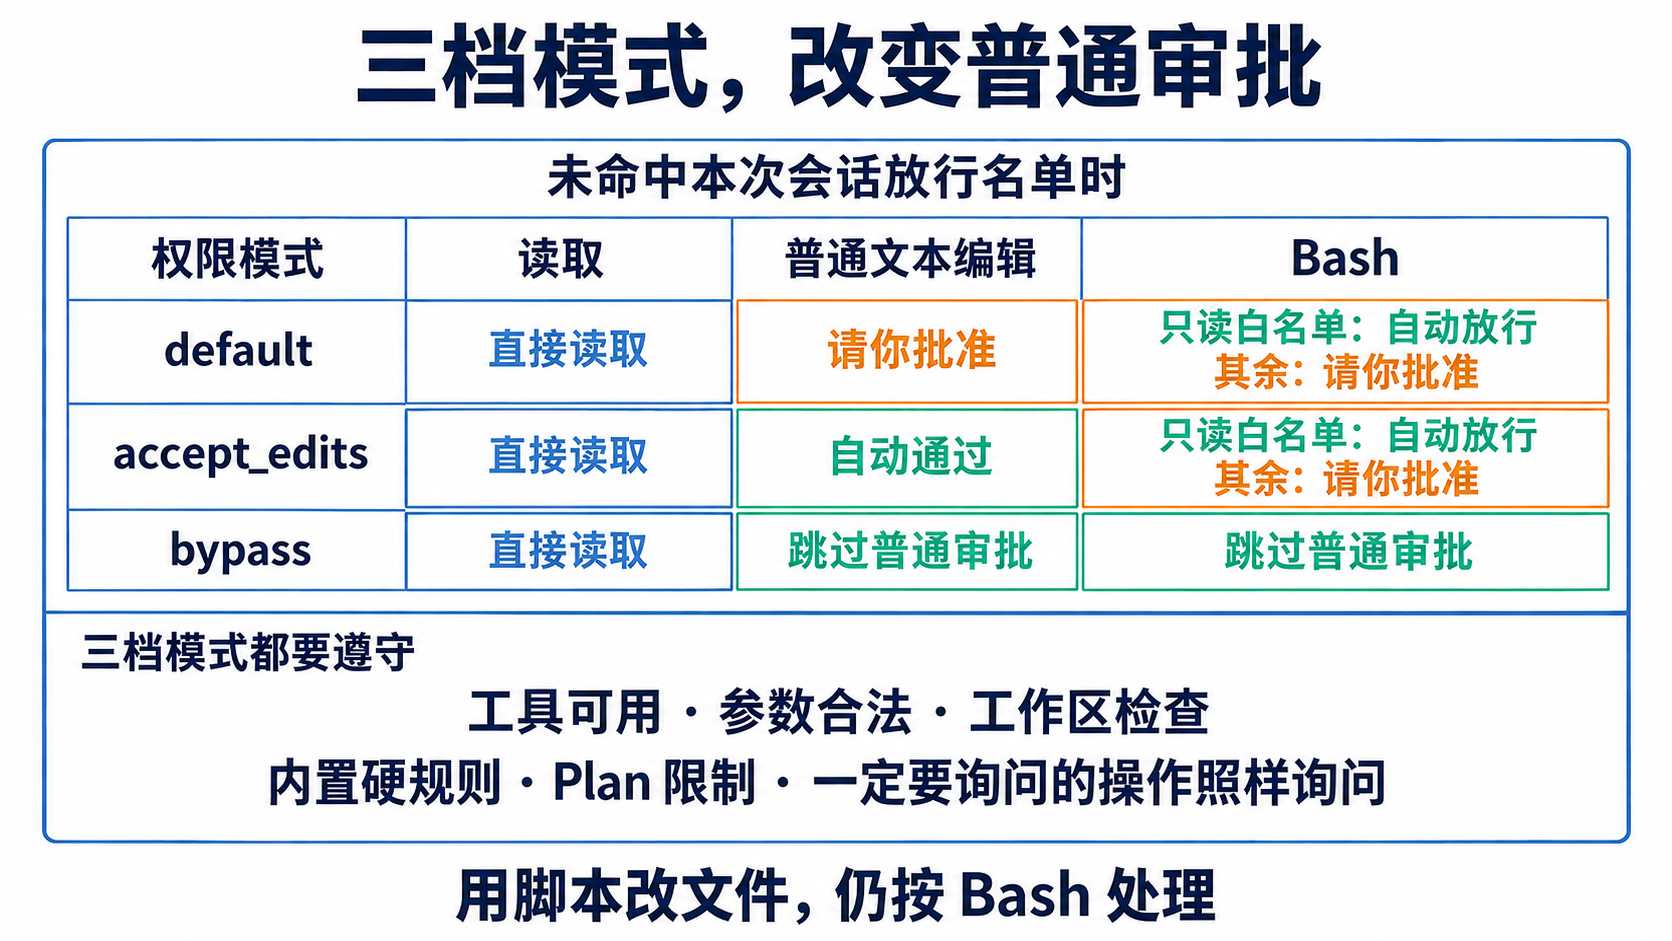 三档模式，改变普通审批
未命中本次会话放行名单时
权限模式 读取 普通文本编辑 Bash
default 直接读取 请你批准 只读白名单：自动放行
其余：请你批准
accept_edits 直接读取 自动通过 只读白名单：自动放行
其余：请你批准
bypass 直接读取 跳过普通审批 跳过普通审批
三档模式都要遵守
工具可用 · 参数合法 · 工作区检查
内置硬规则 · Plan 限制 · 一定要询问的操作照样询问
用脚本改文件，仍按 Bash 处理